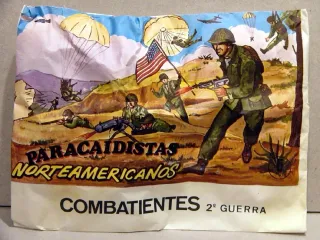 PARACAIDISTAS
NORTEAMERICANOS
COMBATIENTES 2ª GUERRA